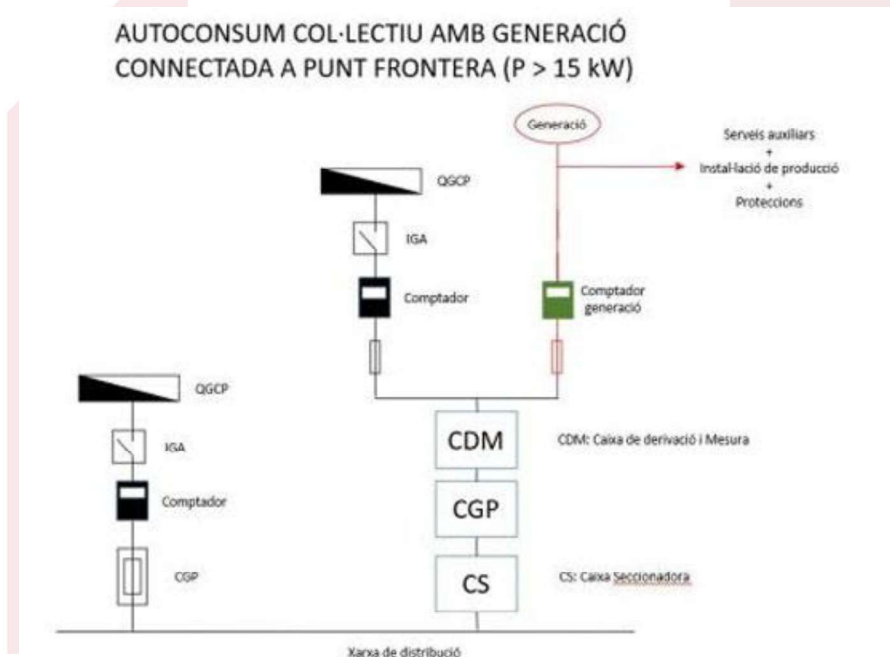 AUTOCONSUM COL·LECTIU AMB GENERACIÓ
CONNECTADA A PUNT FRONTERA (P > 15 kW)
Generació
Serveis auxiliars
+
Instal·lació de producció
+
Proteccions
QGCP
IGA
Comptador
Comptador
generació
QGCP
IGA
Comptador
CGP
CDM
CDM: Caixa de derivació i Mesura
CGP
CS
CS: Caixa Seccionadora
Xarxa de distribució